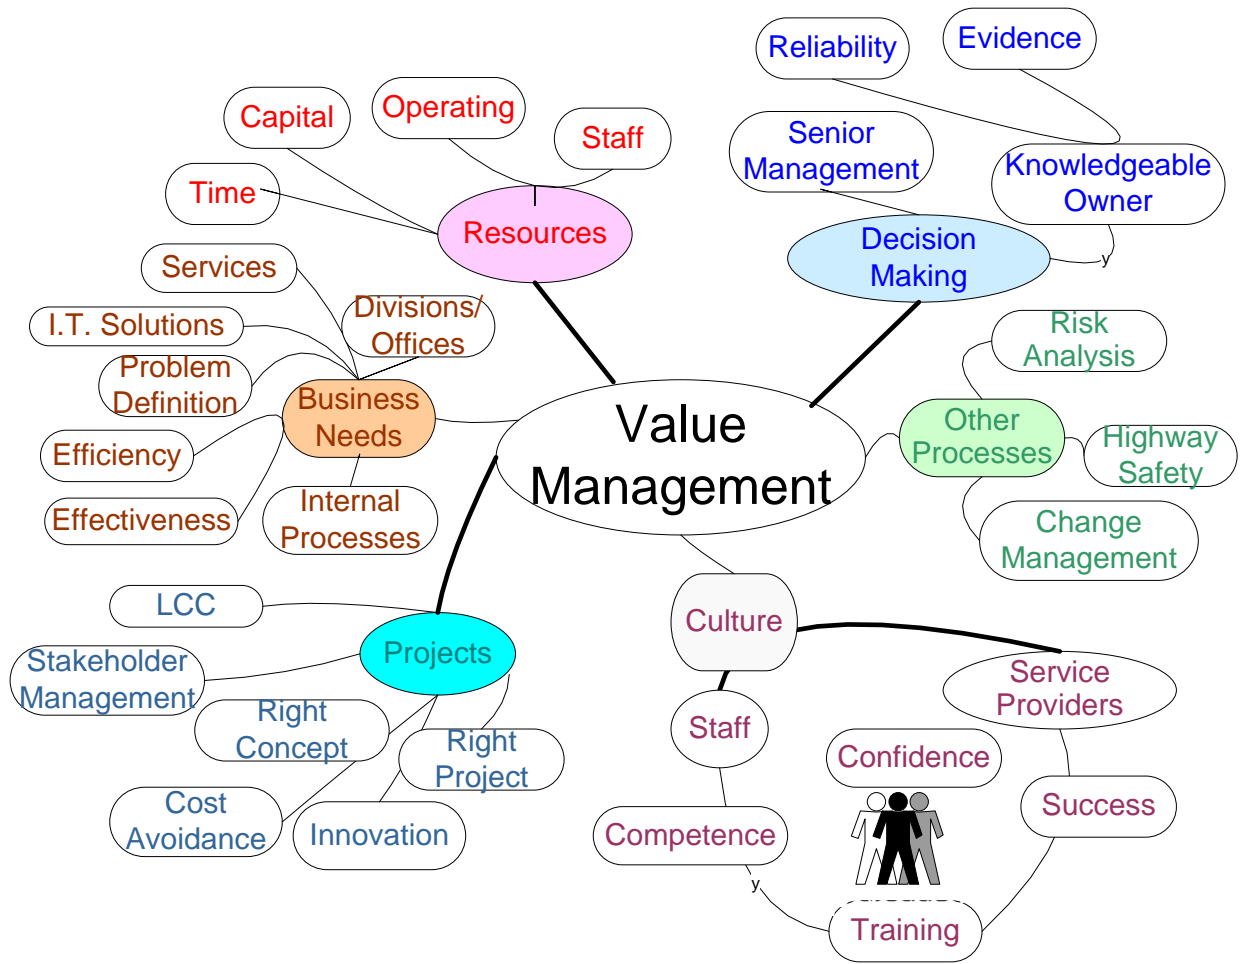 Reliability
Evidence
Capital
Operating
Staff
Senior
Management
Knowledgeable
Owner
Time
Resources
Decision
Making
y
Services
I.T. Solutions
Divisions/
Offices
Problem
Definition
Business
Needs
Efficiency
Effectiveness
Internal
Processes
Value
Management
Risk
Analysis
Other
Processes
Highway
Safety
Change
Management
LCC
Projects
Stakeholder
Management
Right
Concept
Right
Project
Cost
Avoidance
Innovation
Culture
Staff
Service
Providers
Confidence
Success
Competence
y
Training